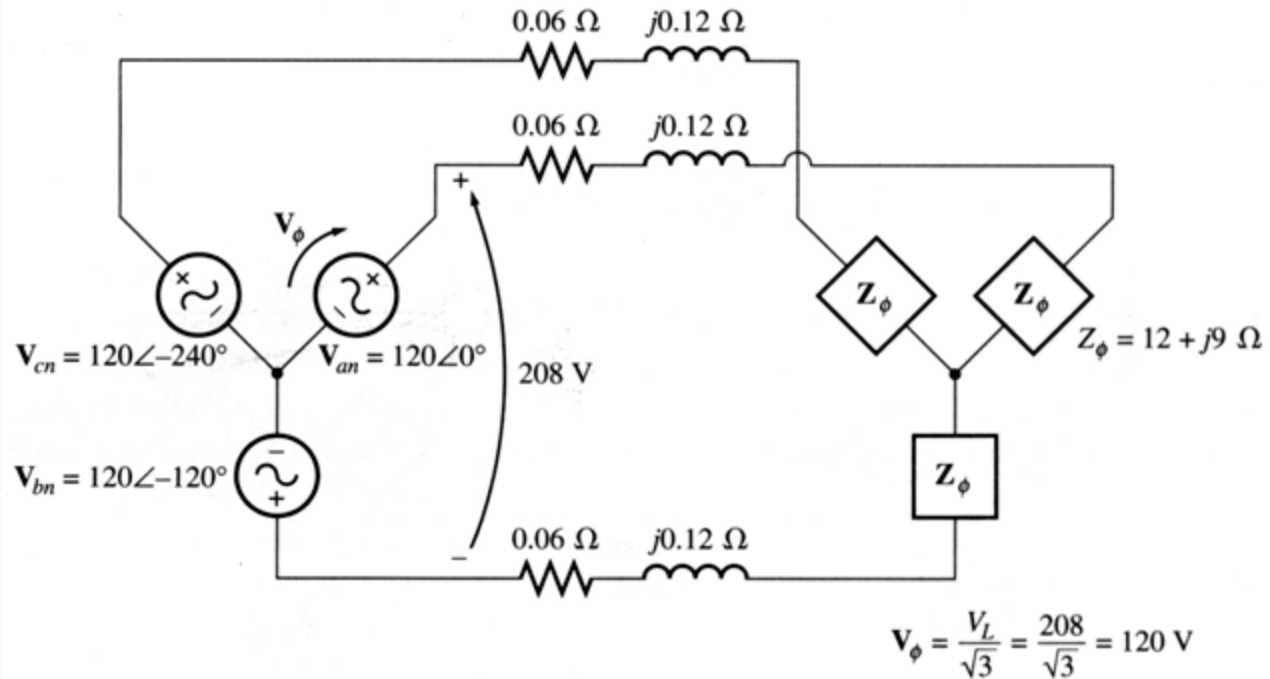 0.06 Ω j0.12 Ω
0.06 Ω j0.12 Ω
+
V_ϕ
+ − − +
Z_ϕ Z_ϕ
V_cn = 120∠–240° V_an = 120∠0°
208 V
Z_ϕ = 12 + j9 Ω
V_bn = 120∠–120°
−
+
Z_ϕ
−
0.06 Ω j0.12 Ω
V_ϕ = V_L/√3 = 208/√3 = 120 V